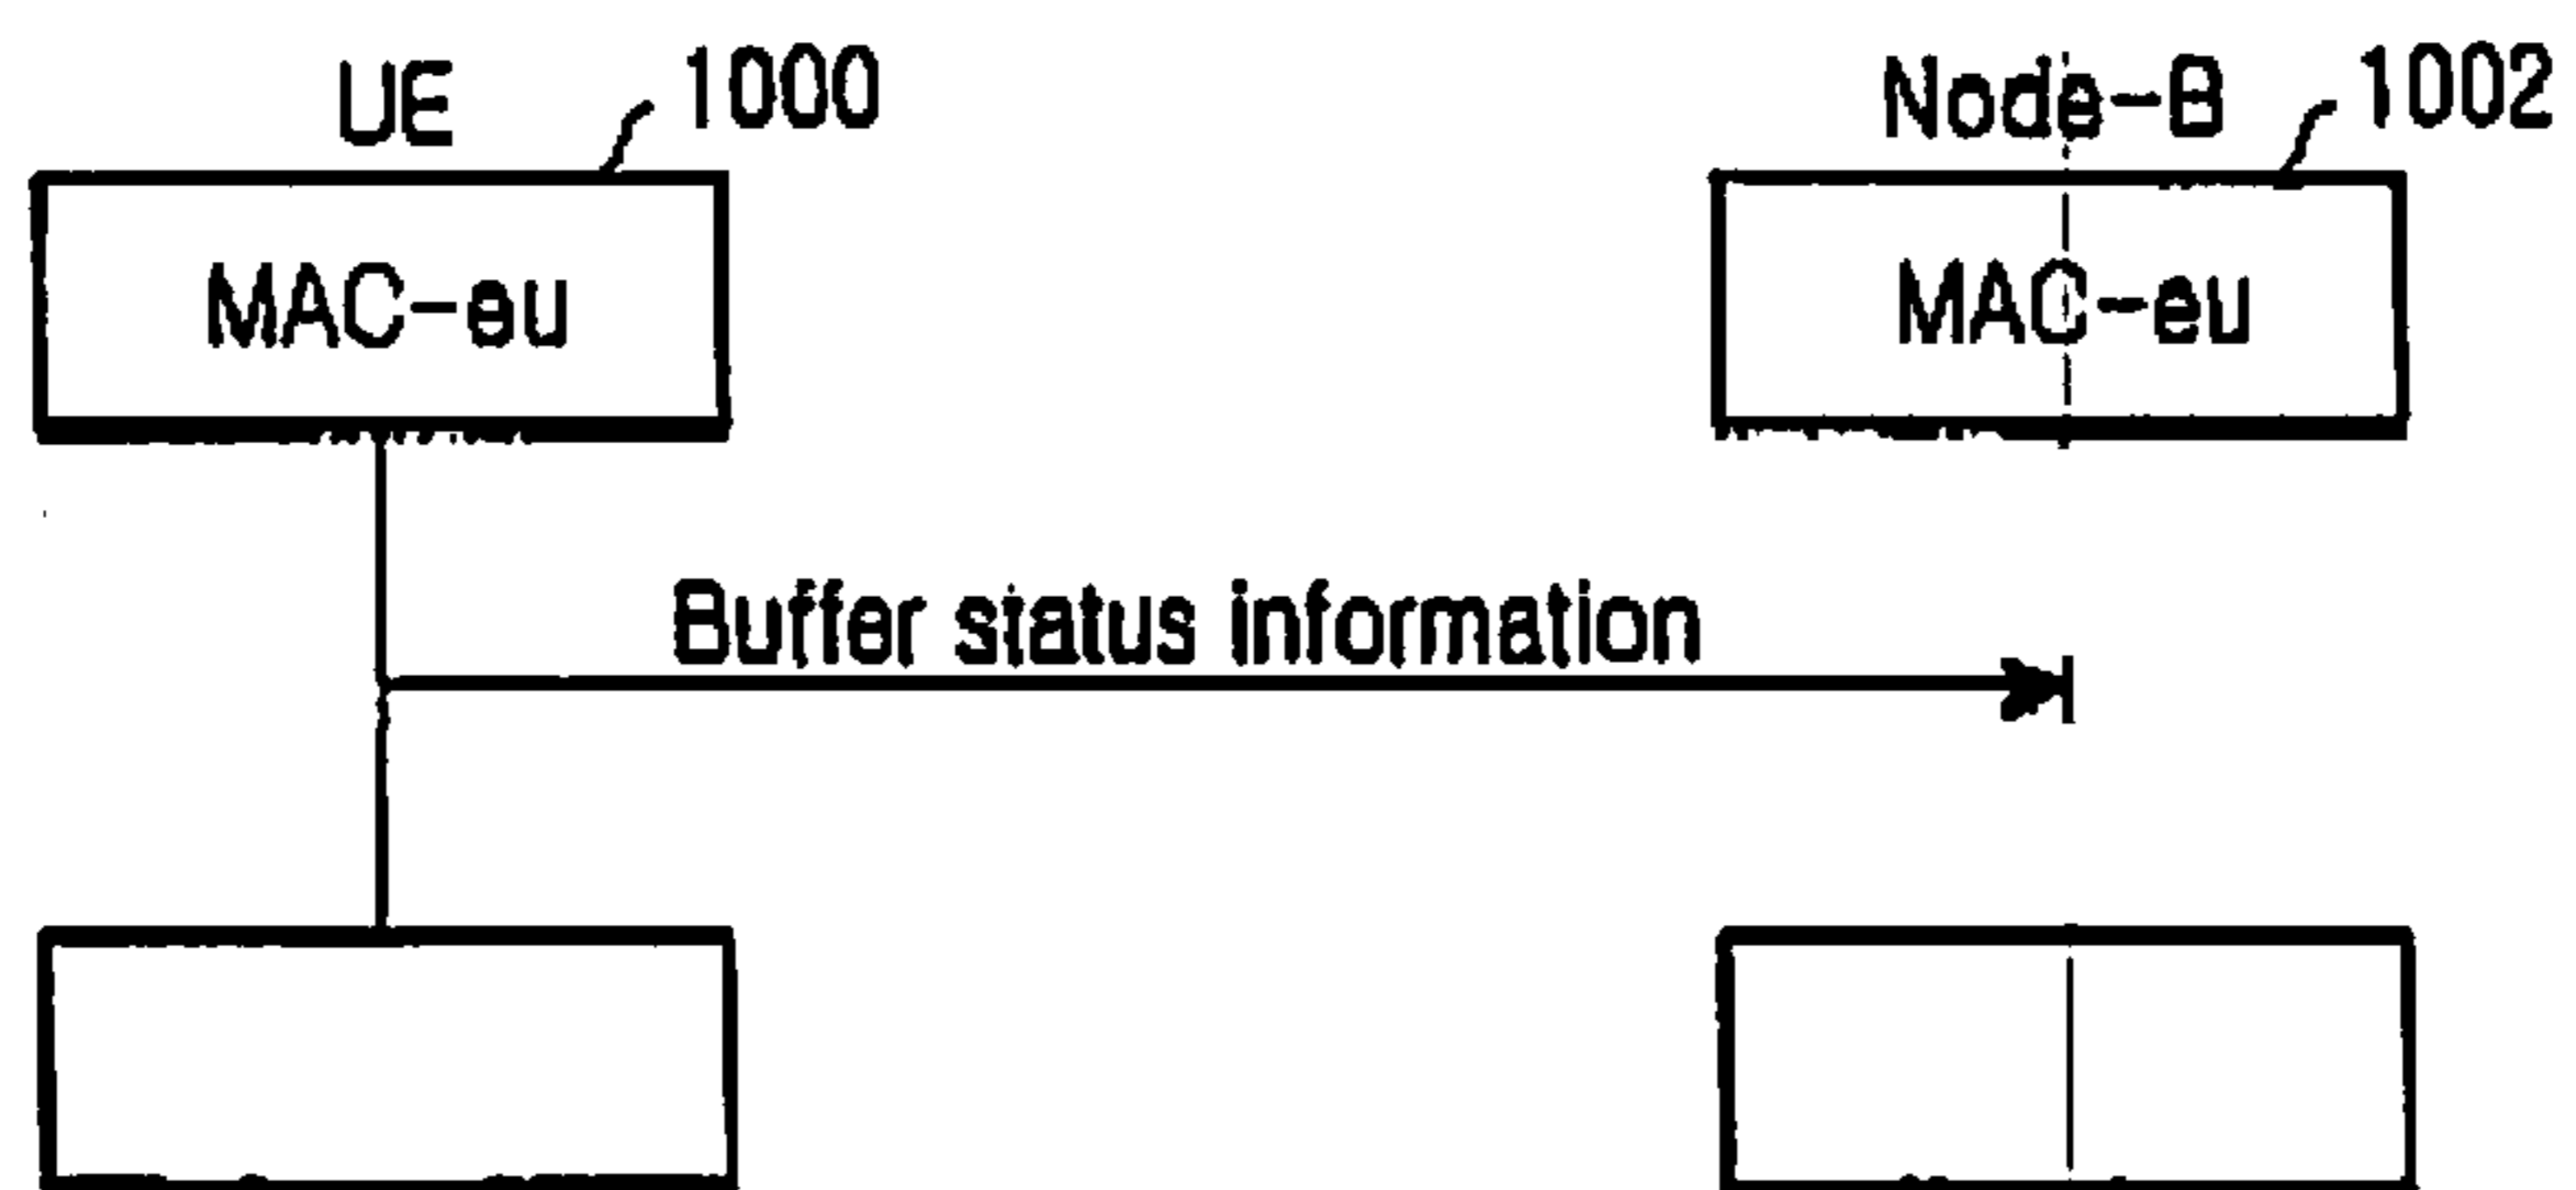 UE 1000
Node-B 1002
MAC-eu
MAC-eu
Buffer status information